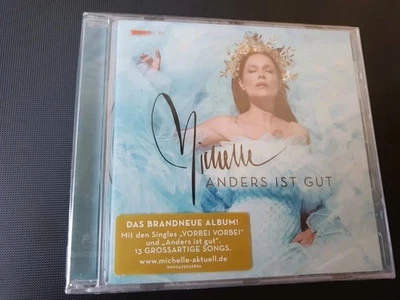 Michelle
ANDERS IST GUT
DAS BRANDNEUE ALBUM!
Mit den Singles „VORBEI VORBEI"
und „Anders ist gut".
13 GROSSARTIGE SONGS.
www.michelle-aktuell.de